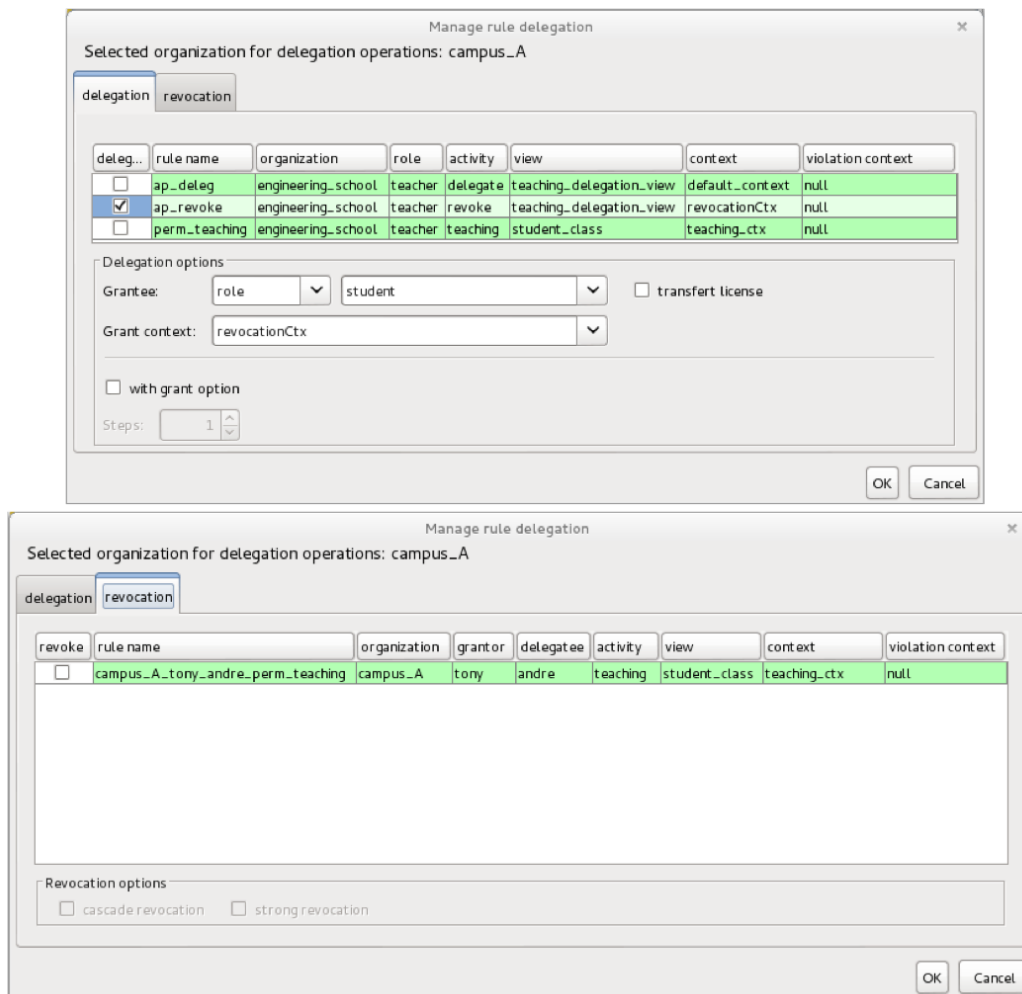 Manage rule delegation
Selected organization for delegation operations: campus_A
delegation revocation
deleg... rule name organization role activity view context violation context
ap_deleg engineering_school teacher delegate teaching_delegation_view default_context null
ap_revoke engineering_school teacher revoke teaching_delegation_view revocationCtx null
perm_teaching engineering_school teacher teaching student_class teaching_ctx null
Delegation options
Grantee: role student transfert license
Grant context: revocationCtx
with grant option
Steps: 1
OK Cancel
Manage rule delegation
Selected organization for delegation operations: campus_A
delegation revocation
revoke rule name organization grantor delegatee activity view context violation context
campus_A_tony_andre_perm_teaching campus_A tony andre teaching student_class teaching_ctx null
Revocation options
cascade revocation strong revocation
OK Cancel